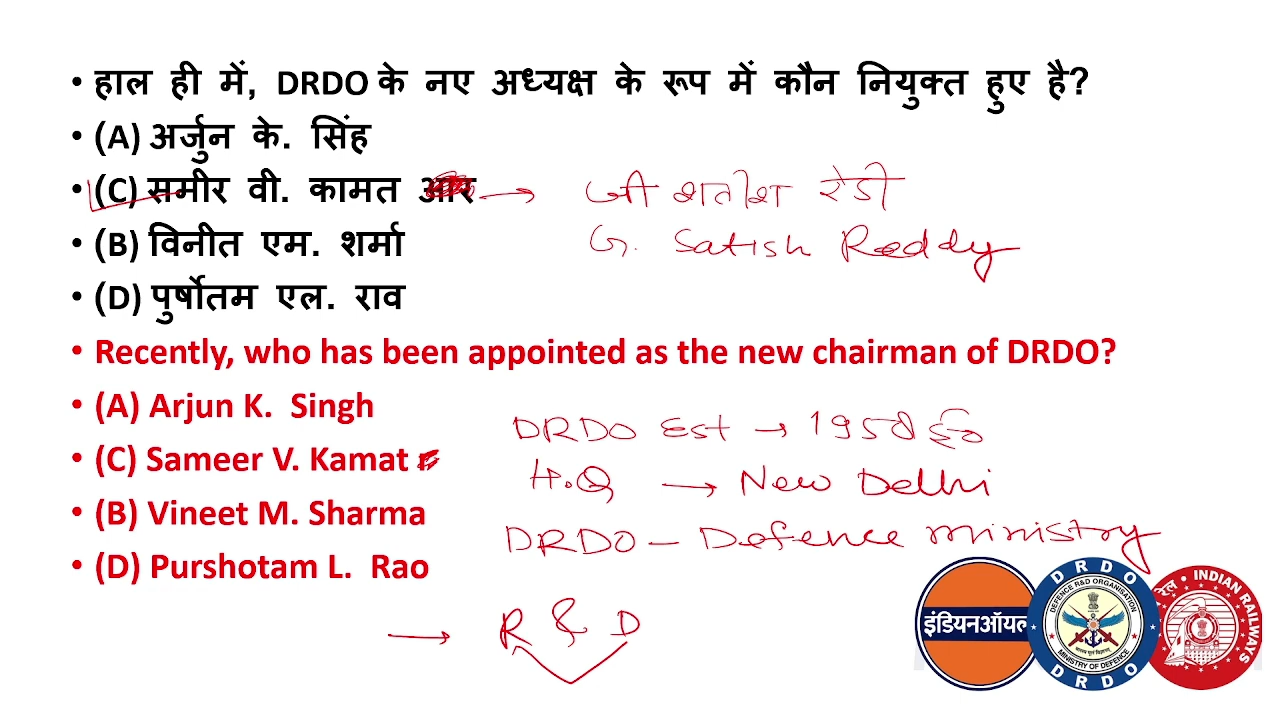 • हाल ही में, DRDO के नए अध्यक्ष के रूप में कौन नियुक्त हुए है?
• (A) अर्जुन के. सिंह
• (C) समीर वी. कामत आर → जी सतीश रेडी
• (B) विनीत एम. शर्मा
G. Satish Reddy
• (D) पुर्षोतम एल. राव
• Recently, who has been appointed as the new chairman of DRDO?
• (A) Arjun K. Singh
DRDO Est → 1958 ई०
• (C) Sameer V. Kamat r
H.Q → New Delhi
• (B) Vineet M. Sharma
DRDO – Defence ministry
• (D) Purshotam L. Rao
→ R & D
इंडियनऑयल
DRDO
DEFENCE R&D ORGANISATION
MINISTRY OF DEFENCE
DRDO
रेल • INDIAN RAILWAYS